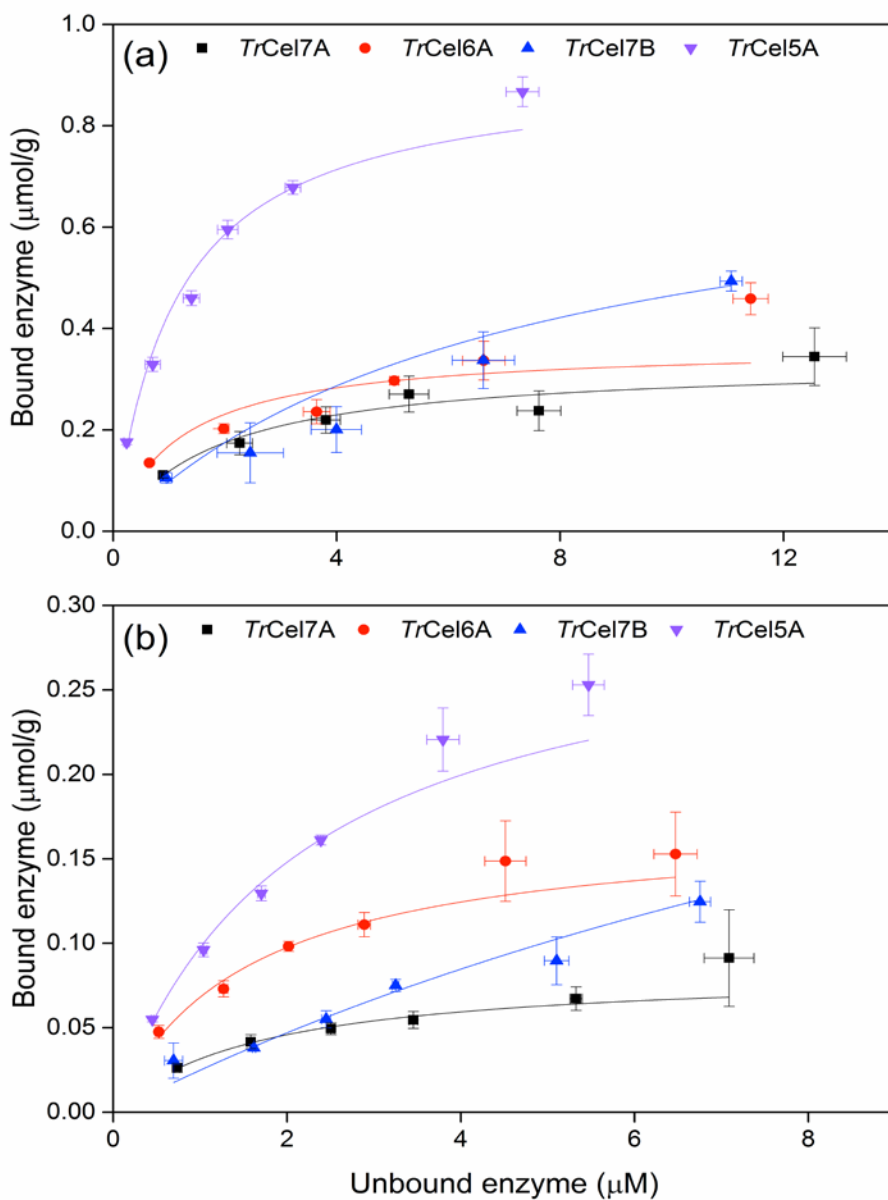 (a)
TrCel7A TrCel6A TrCel7B TrCel5A
Bound enzyme (μmol/g)
1.0
0.8
0.6
0.4
0.2
0.0
0 4 8 12
(b)
TrCel7A TrCel6A TrCel7B TrCel5A
Bound enzyme (μmol/g)
0.30
0.25
0.20
0.15
0.10
0.05
0.00
0 2 4 6 8
Unbound enzyme (μM)